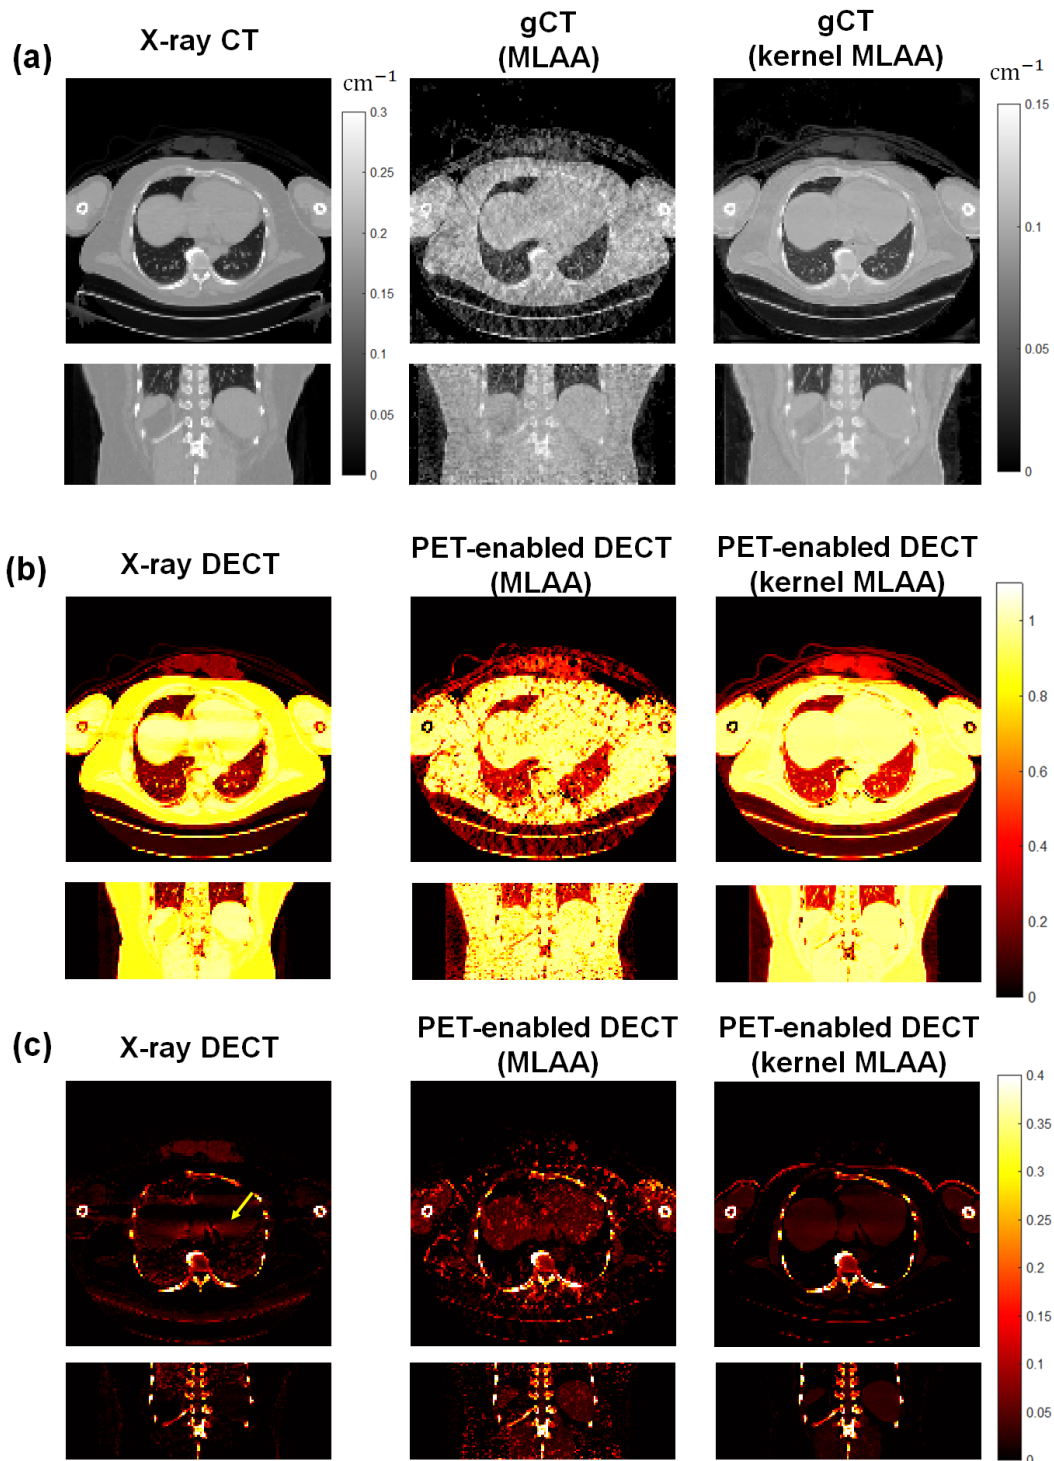 (a)
X-ray CT
gCT
(MLAA)
gCT
(kernel MLAA)
cm⁻¹
0.3
0.25
0.2
0.15
0.1
0.05
0
cm⁻¹
0.15
0.1
0.05
0
(b)
X-ray DECT
PET-enabled DECT
(MLAA)
PET-enabled DECT
(kernel MLAA)
1
0.8
0.6
0.4
0.2
0
(c)
X-ray DECT
PET-enabled DECT
(MLAA)
PET-enabled DECT
(kernel MLAA)
0.4
0.35
0.3
0.25
0.2
0.15
0.1
0.05
0